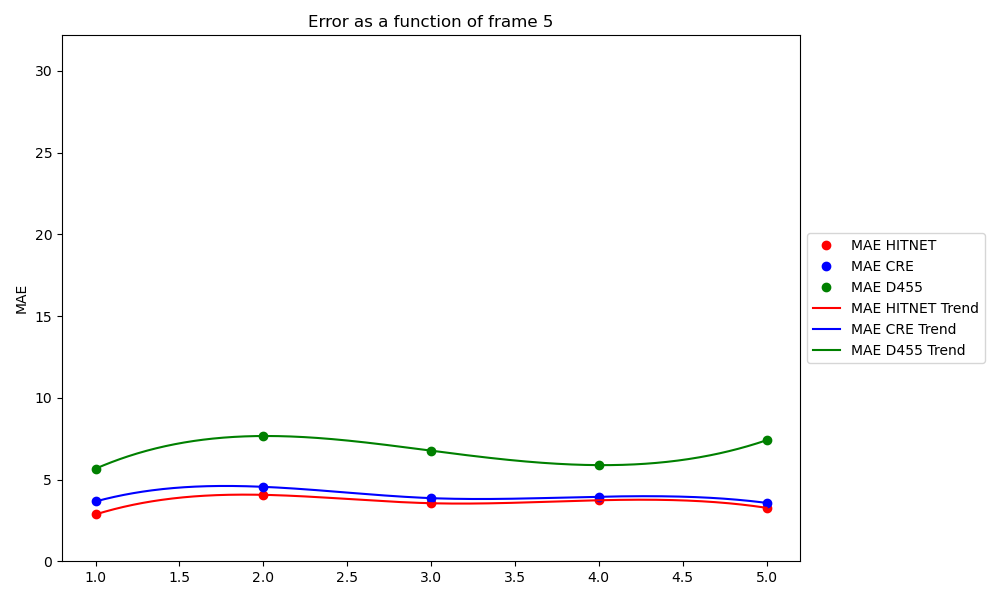 Error as a function of frame 5
MAE
30
25
20
15
10
5
0
1.0 1.5 2.0 2.5 3.0 3.5 4.0 4.5 5.0
MAE HITNET
MAE CRE
MAE D455
MAE HITNET Trend
MAE CRE Trend
MAE D455 Trend